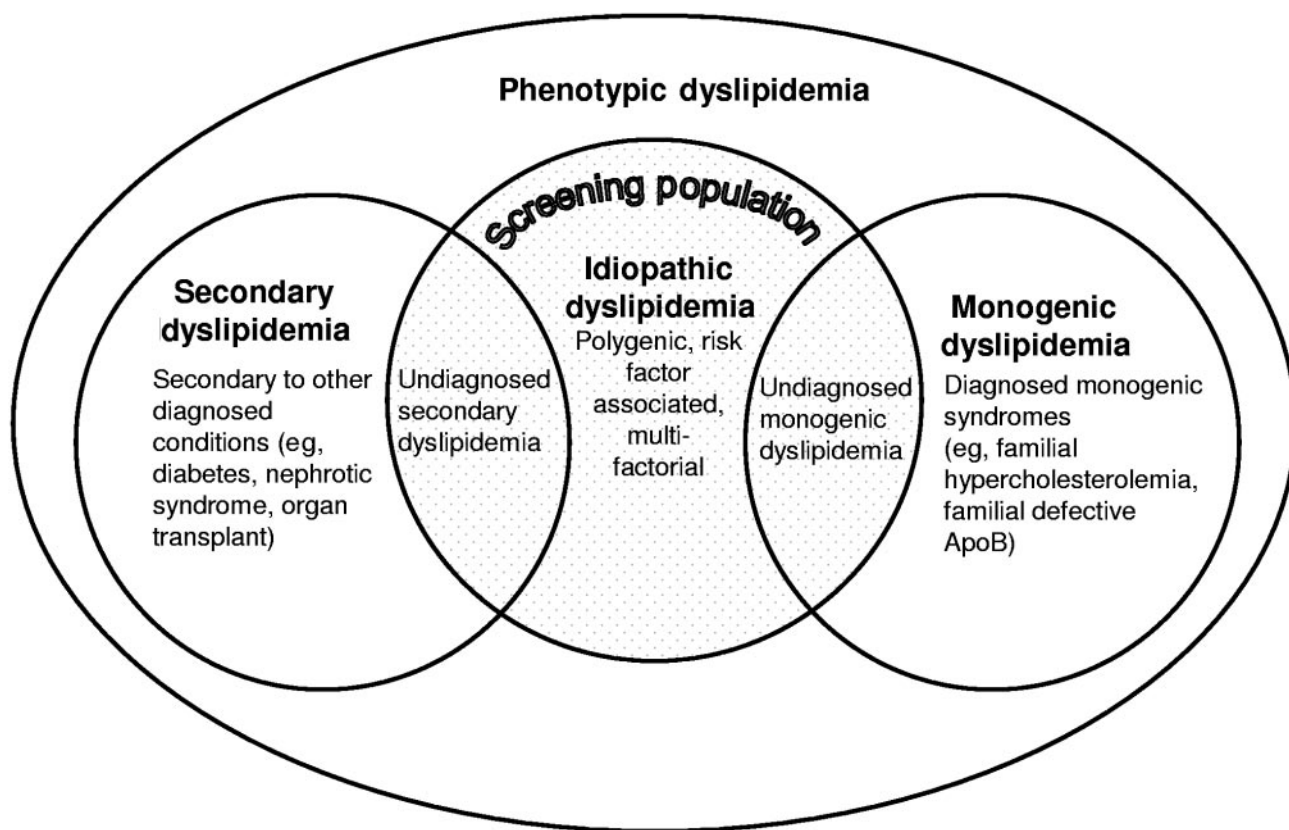 Phenotypic dyslipidemia
Screening population
Secondary
dyslipidemia
Secondary to other
diagnosed
conditions (eg,
diabetes, nephrotic
syndrome, organ
transplant)
Undiagnosed
secondary
dyslipidemia
Idiopathic
dyslipidemia
Polygenic, risk
factor
associated,
multi-
factorial
Undiagnosed
monogenic
dyslipidemia
Monogenic
dyslipidemia
Diagnosed monogenic
syndromes
(eg, familial
hypercholesterolemia,
familial defective
ApoB)